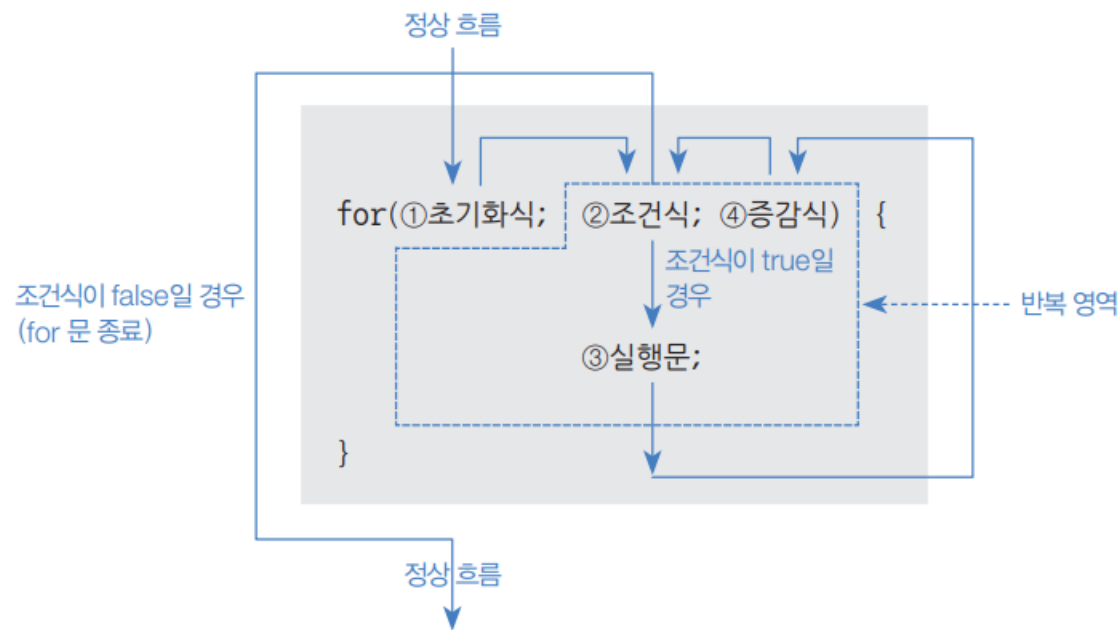 정상 흐름
for(①초기화식; ②조건식; ④증감식) {
조건식이 true일
경우
조건식이 false일 경우
(for 문 종료)
반복 영역
③실행문;
}
정상 흐름